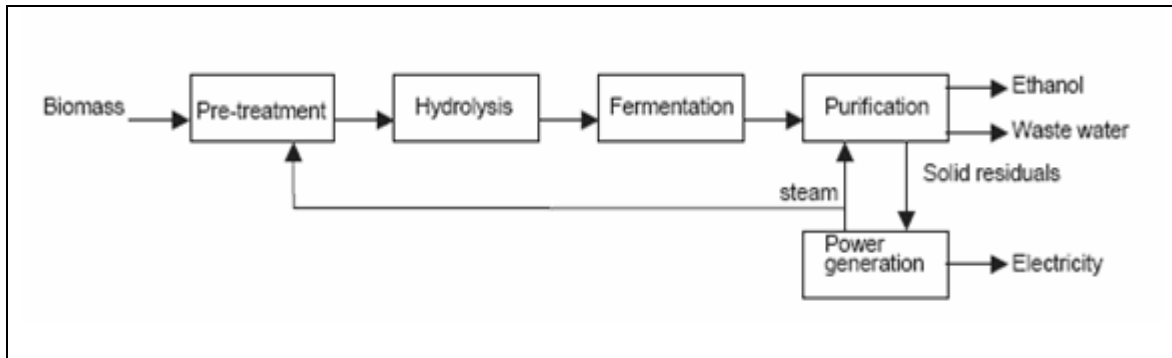 Biomass
Pre-treatment
Hydrolysis
Fermentation
Purification
Ethanol
Waste water
Solid residuals
steam
Power
generation
Electricity